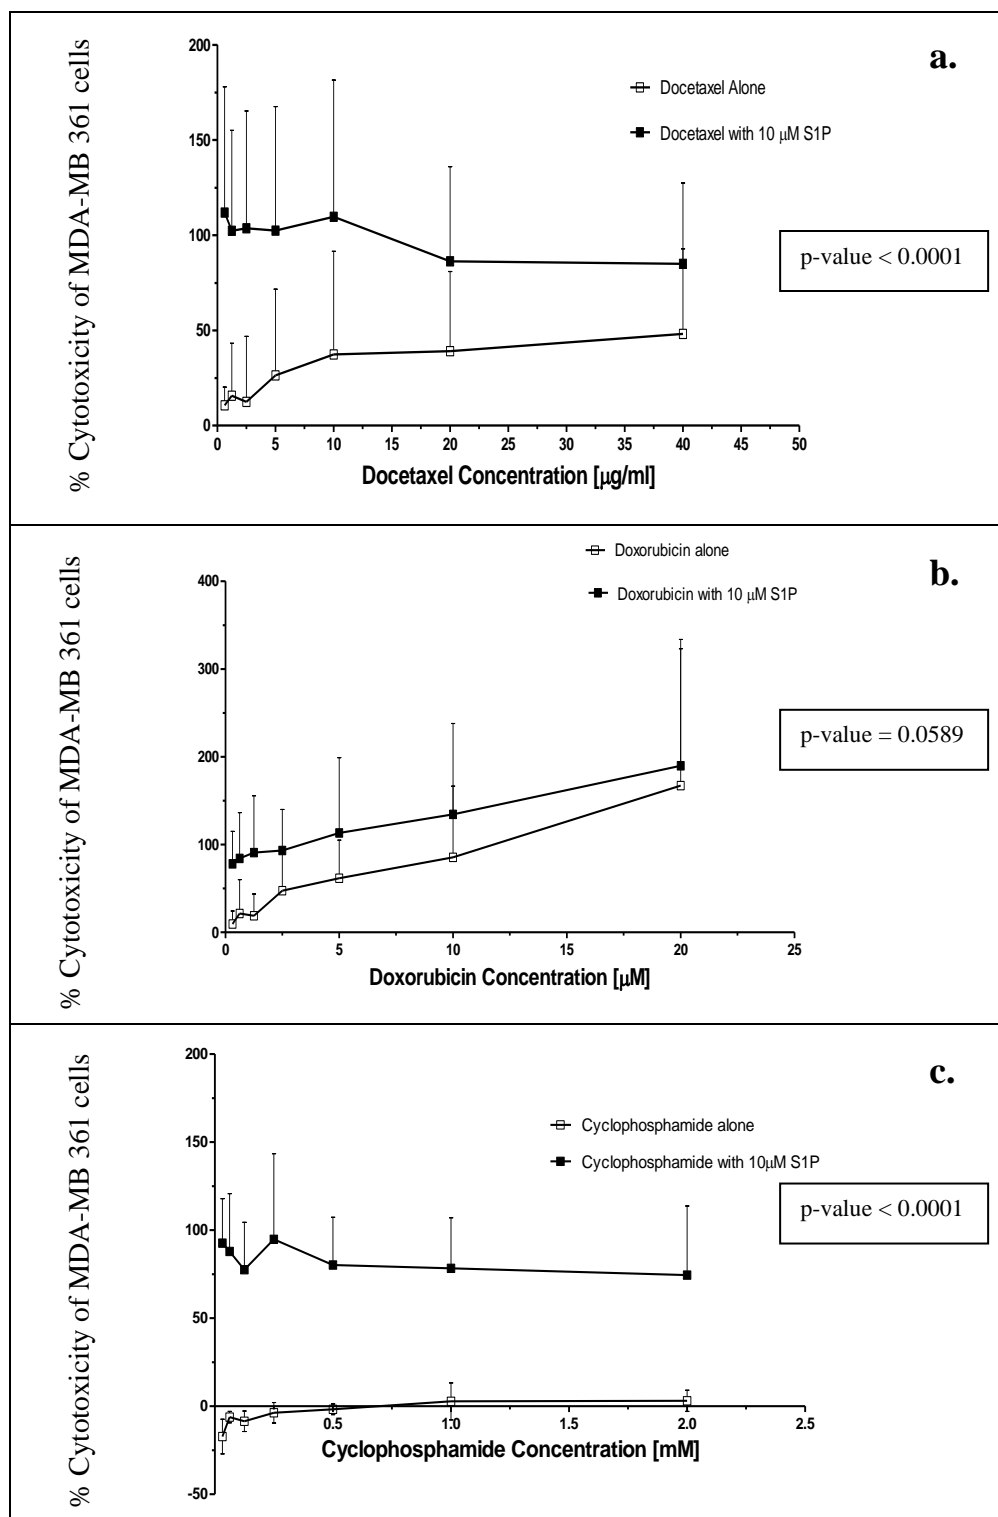 % Cytotoxicity of MDA-MB 361 cells
a.
Docetaxel Alone
Docetaxel with 10 μM S1P
p-value < 0.0001
200
150
100
50
0
0 5 10 15 20 25 30 35 40 45 50
Docetaxel Concentration [μg/ml]
% Cytotoxicity of MDA-MB 361 cells
b.
Doxorubicin alone
Doxorubicin with 10 μM S1P
p-value = 0.0589
400
300
200
100
0
0 5 10 15 20 25
Doxorubicin Concentration [μM]
% Cytotoxicity of MDA-MB 361 cells
c.
Cyclophosphamide alone
Cyclophosphamide with 10μM S1P
p-value < 0.0001
200
150
100
50
0
-50
0.5 1.0 1.5 2.0 2.5
Cyclophosphamide Concentration [mM]